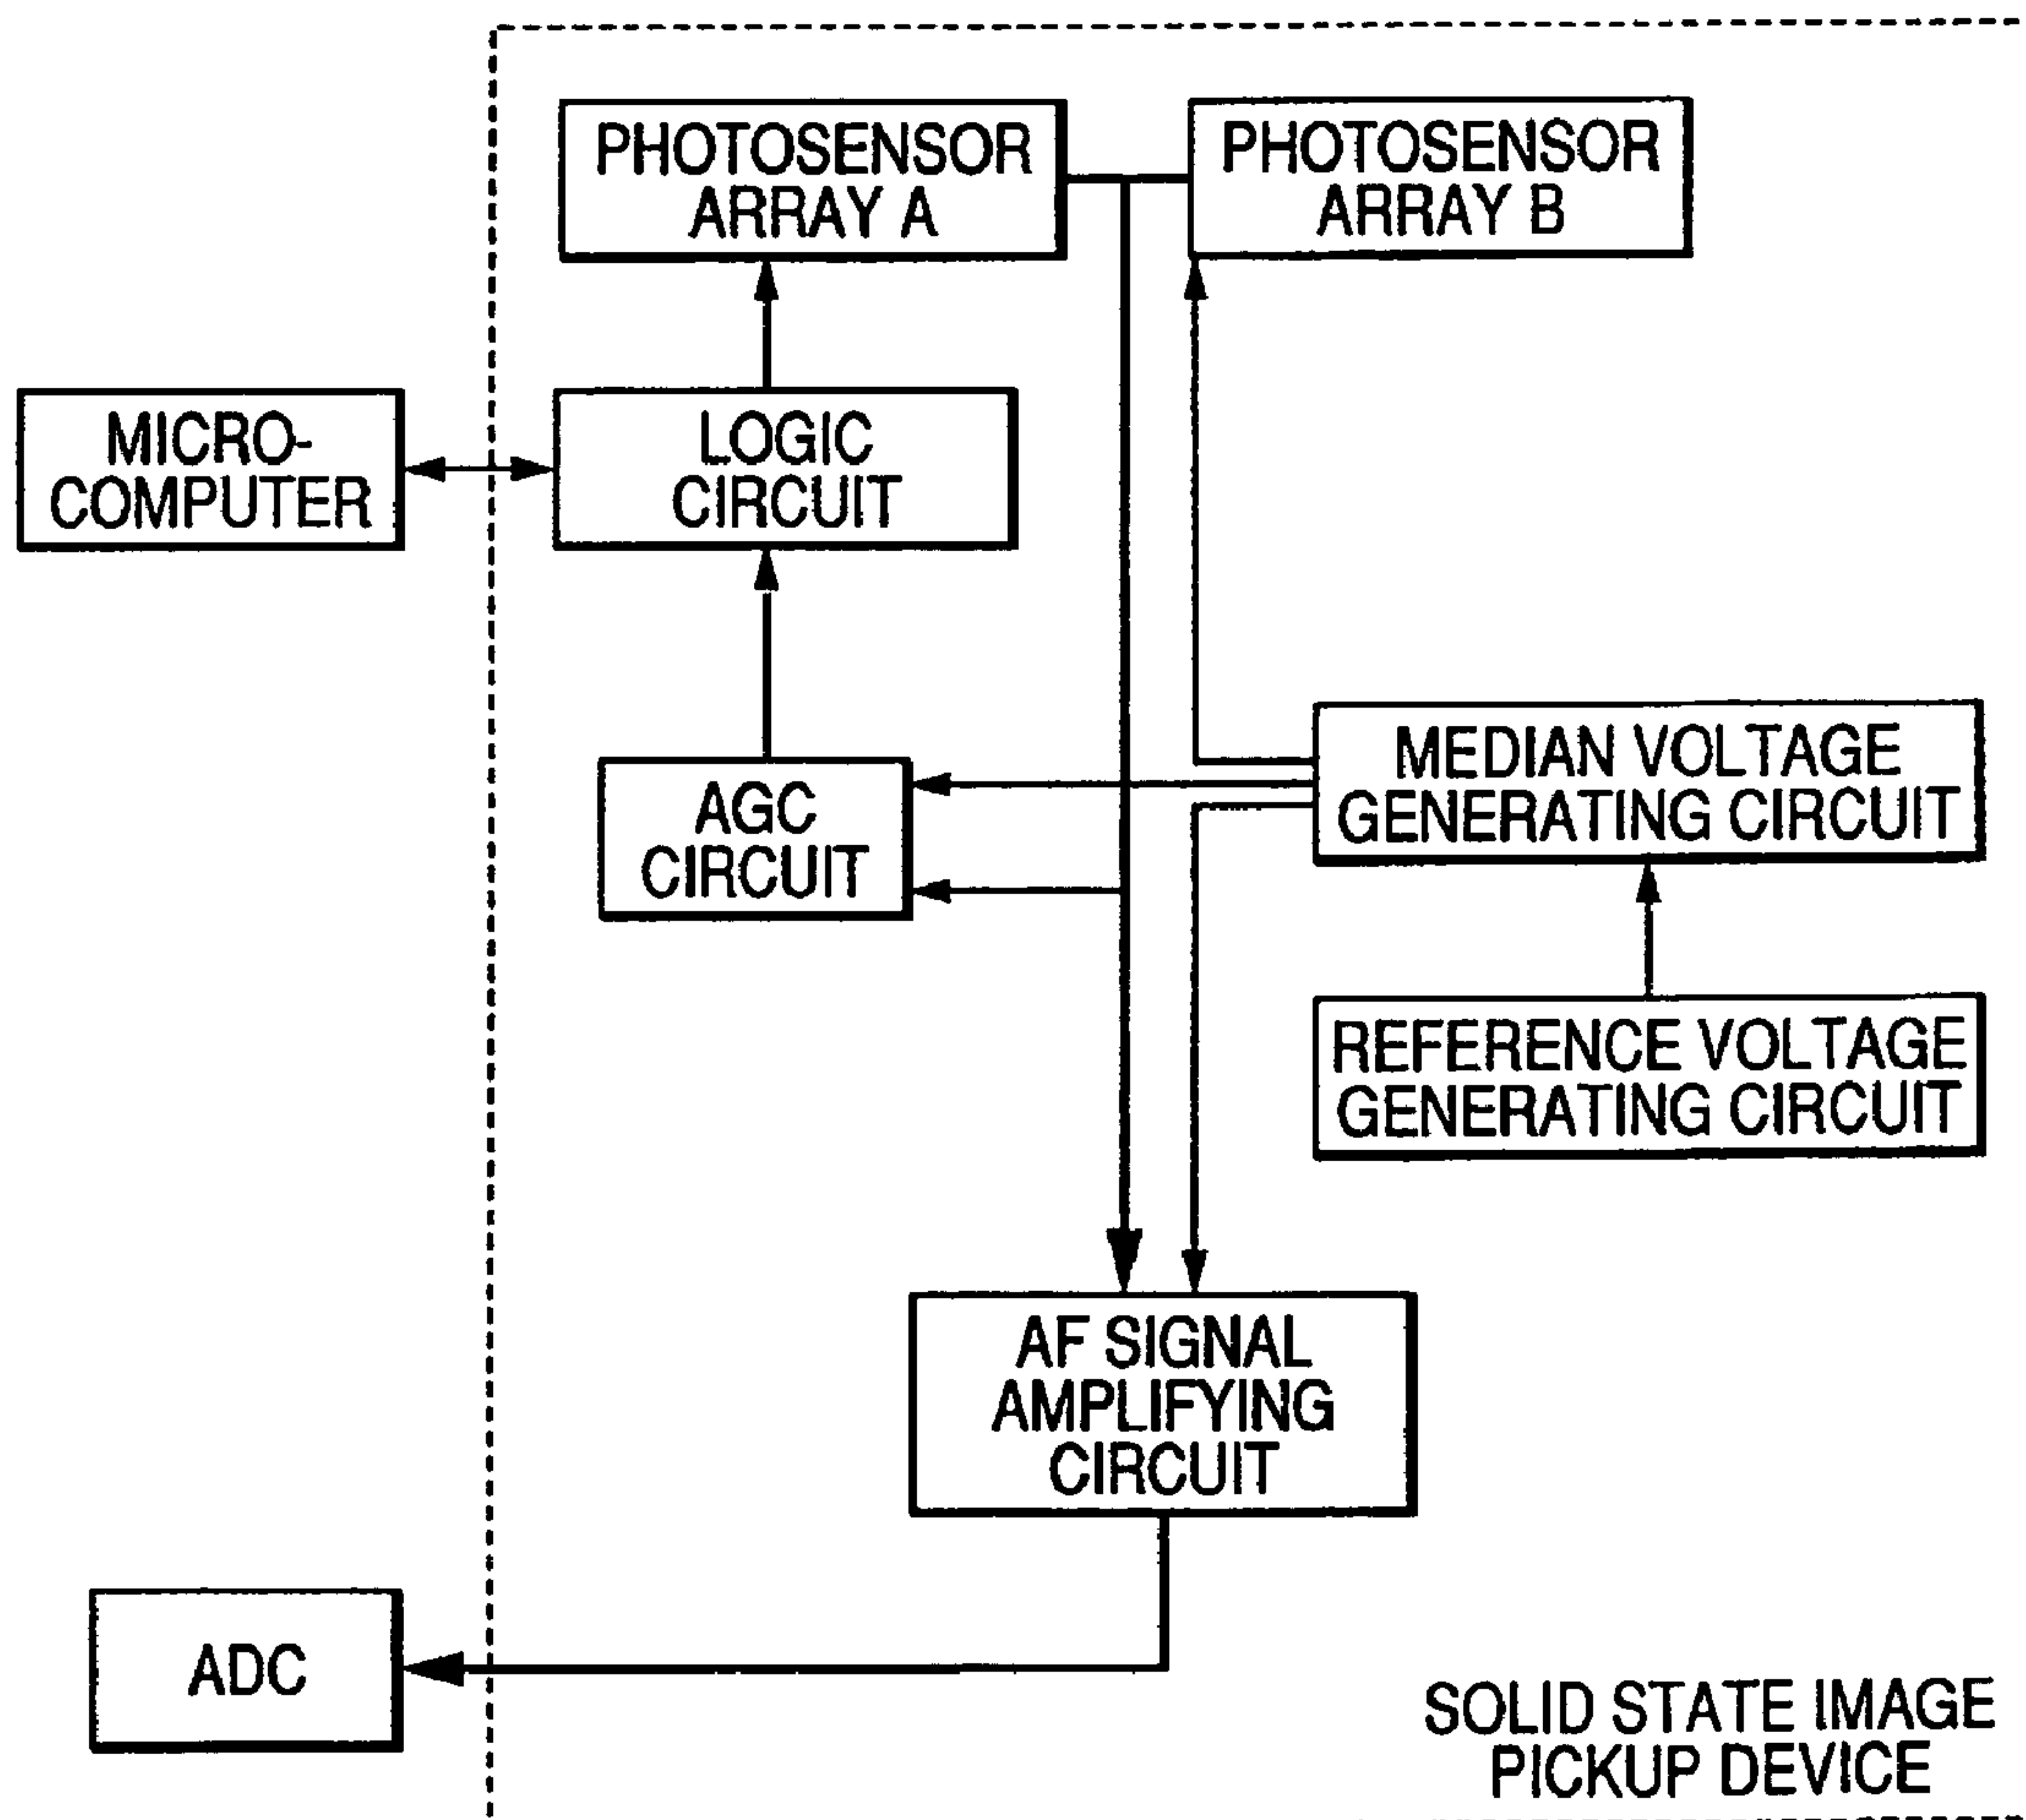 PHOTOSENSOR
ARRAY A
PHOTOSENSOR
ARRAY B
MICRO-
COMPUTER
LOGIC
CIRCUIT
MEDIAN VOLTAGE
GENERATING CIRCUIT
AGC
CIRCUIT
REFERENCE VOLTAGE
GENERATING CIRCUIT
AF SIGNAL
AMPLIFYING
CIRCUIT
ADC
SOLID STATE IMAGE
PICKUP DEVICE